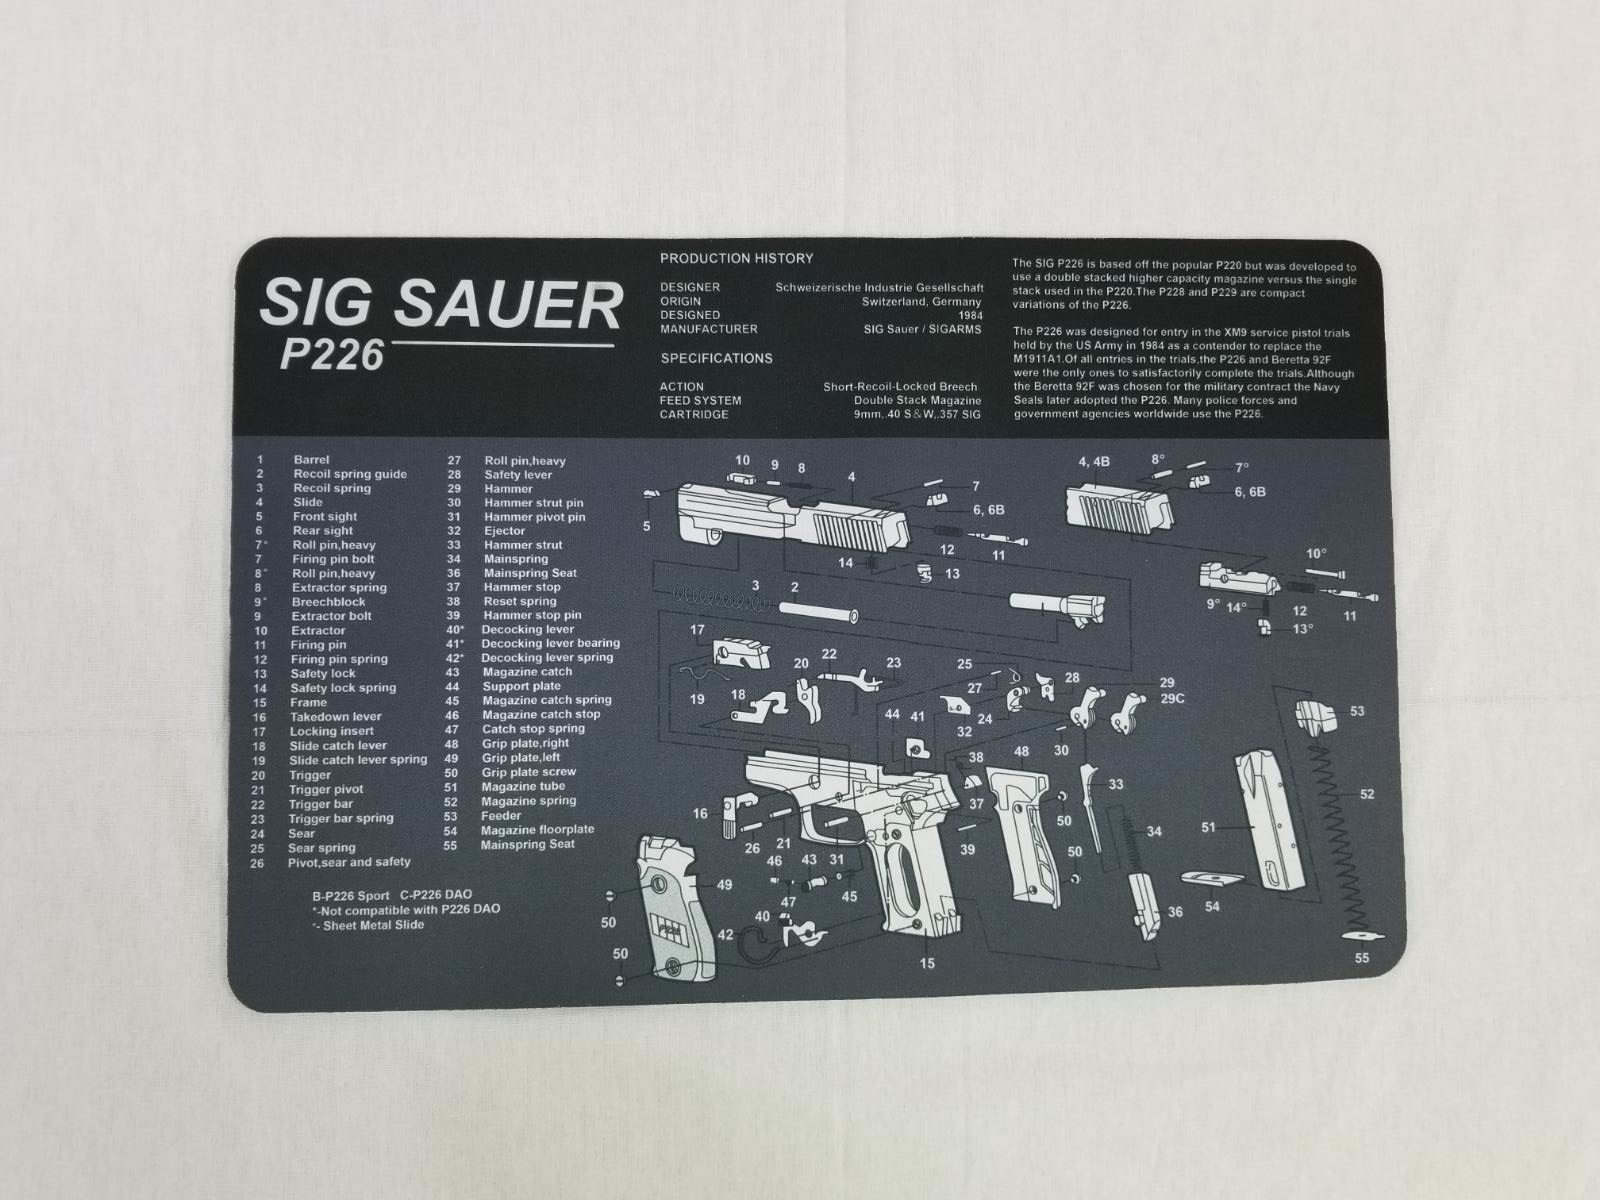 SIG SAUER
P226
PRODUCTION HISTORY
DESIGNER Schweizerische Industrie Gesellschaft
ORIGIN Switzerland, Germany
DESIGNED 1984
MANUFACTURER SIG Sauer / SIGARMS
SPECIFICATIONS
ACTION Short-Recoil-Locked Breech
FEED SYSTEM Double Stack Magazine
CARTRIDGE 9mm,.40 S&W,.357 SIG
The SIG P226 is based off the popular P220 but was developed to
use a double stacked higher capacity magazine versus the single
stack used in the P220.The P228 and P229 are compact
variations of the P226.
The P226 was designed for entry in the XM9 service pistol trials
held by the US Army in 1984 as a contender to replace the
M1911A1.Of all entries in the trials,the P226 and Beretta 92F
were the only ones to satisfactorily complete the trials.Although
the Beretta 92F was chosen for the military contract the Navy
Seals later adopted the P226. Many police forces and
government agencies worldwide use the P226.
1 Barrel
2 Recoil spring guide
3 Recoil spring
4 Slide
5 Front sight
6 Rear sight
7° Roll pin,heavy
7 Firing pin bolt
8° Roll pin,heavy
8 Extractor spring
9° Breechblock
9 Extractor bolt
10 Extractor
11 Firing pin
12 Firing pin spring
13 Safety lock
14 Safety lock spring
15 Frame
16 Takedown lever
17 Locking insert
18 Slide catch lever
19 Slide catch lever spring
20 Trigger
21 Trigger pivot
22 Trigger bar
23 Trigger bar spring
24 Sear
25 Sear spring
26 Pivot,sear and safety
27 Roll pin,heavy
28 Safety lever
29 Hammer
30 Hammer strut pin
31 Hammer pivot pin
32 Ejector
33 Hammer strut
34 Mainspring
36 Mainspring Seat
37 Hammer stop
38 Reset spring
39 Hammer stop pin
40* Decocking lever
41* Decocking lever bearing
42* Decocking lever spring
43 Magazine catch
44 Support plate
45 Magazine catch spring
46 Magazine catch stop
47 Catch stop spring
48 Grip plate,right
49 Grip plate,left
50 Grip plate screw
51 Magazine tube
52 Magazine spring
53 Feeder
54 Magazine floorplate
55 Mainspring Seat
B-P226 Sport C-P226 DAO
*-Not compatible with P226 DAO
°- Sheet Metal Slide
10 9 8 4
7
6, 6B
5
12
11
14
13
4, 4B 8° 7°
6, 6B
10°
9° 14° 12 11
13°
3 2
17
19
18
20 22 23
25
27 28 29
29C
24
44 41
32
30
38 48
37
33
53
52
51
16
26 21
31
39
50
34
50
46 43
47 45
49
50
40
42
50
15
36
54
55